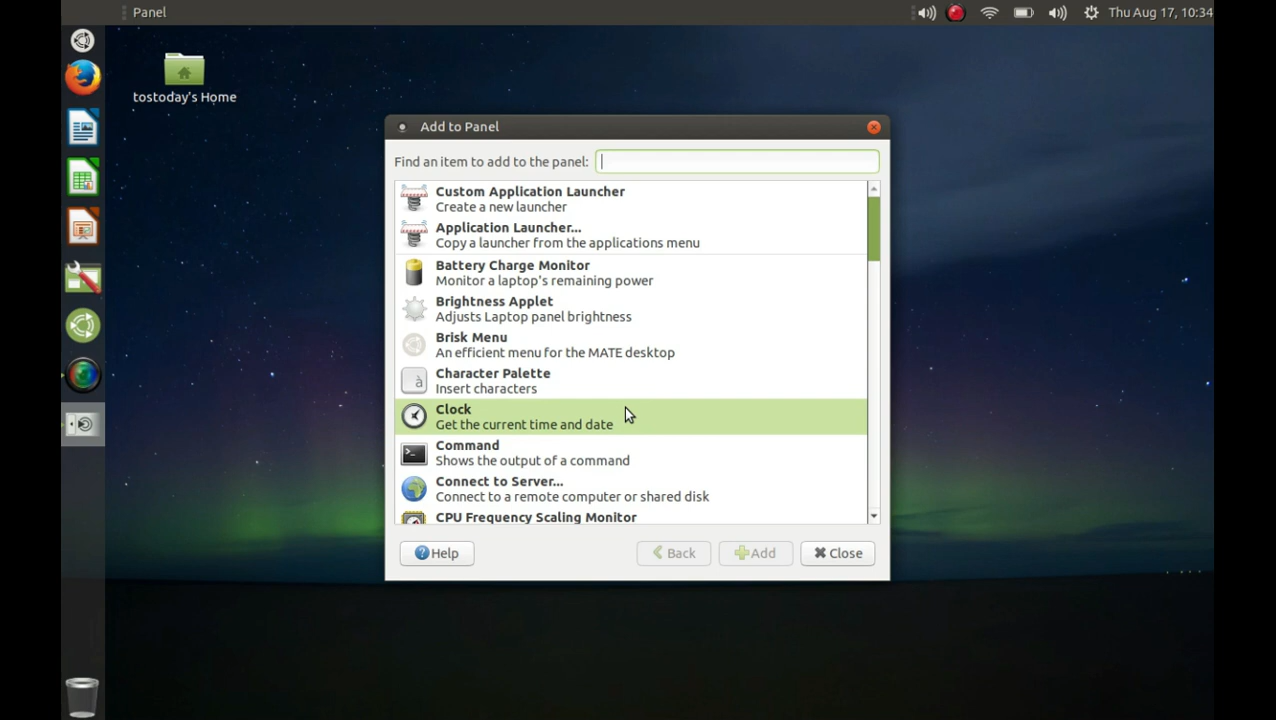 Panel
Thu Aug 17, 10:34
tostoday's Home
Add to Panel
Find an item to add to the panel:
Custom Application Launcher
Create a new launcher
Application Launcher...
Copy a launcher from the applications menu
Battery Charge Monitor
Monitor a laptop's remaining power
Brightness Applet
Adjusts Laptop panel brightness
Brisk Menu
An efficient menu for the MATE desktop
Character Palette
Insert characters
à
Clock
Get the current time and date
Command
Shows the output of a command
Connect to Server...
Connect to a remote computer or shared disk
CPU Frequency Scaling Monitor
Help
Back
Add
Close